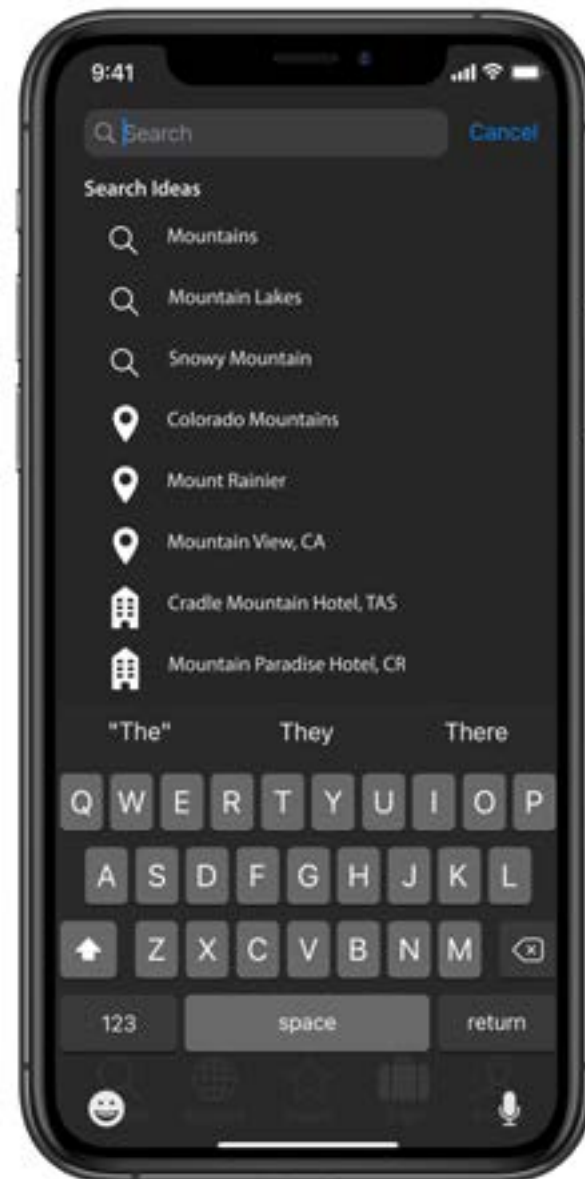 9:41
Search
Cancel
Search Ideas
Mountains
Mountain Lakes
Snowy Mountain
Colorado Mountains
Mount Rainier
Mountain View, CA
Cradle Mountain Hotel, TAS
Mountain Paradise Hotel, CR
"The" They There
Q W E R T Y U I O P
A S D F G H J K L
Z X C V B N M
123 space return